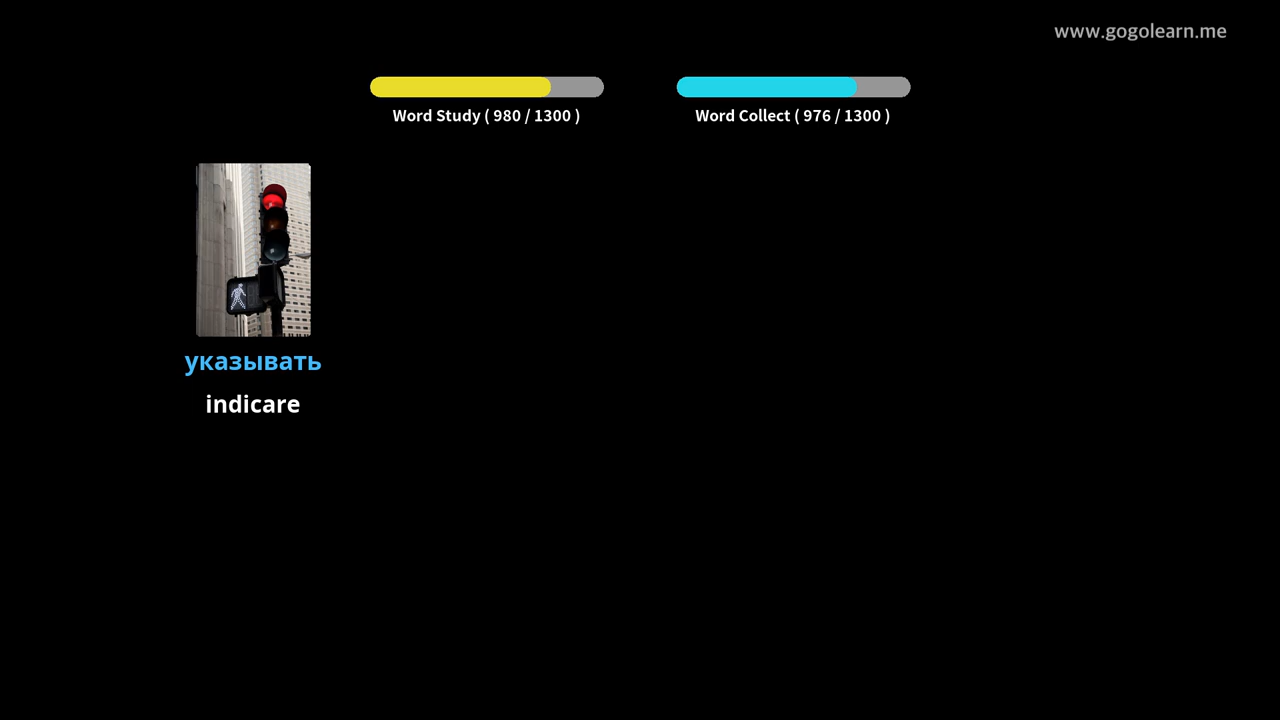 www.gogolearn.me
Word Study ( 980 / 1300 )
Word Collect ( 976 / 1300 )
указывать
indicare